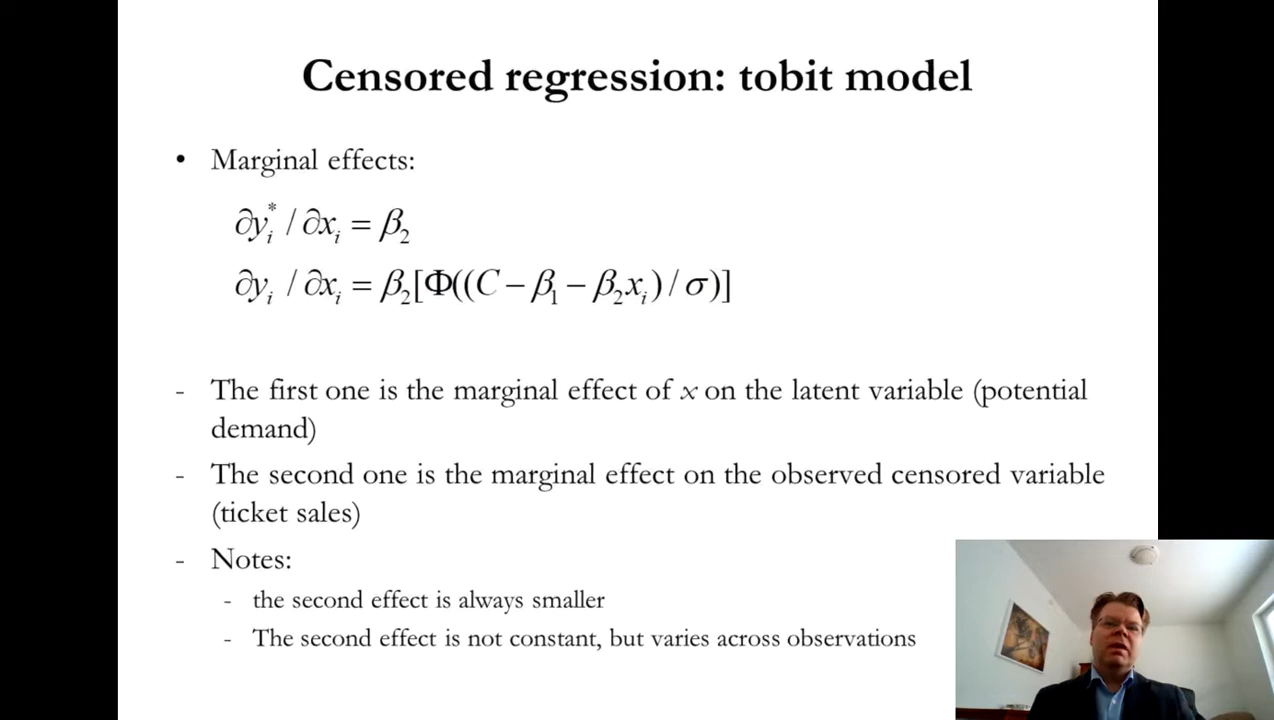 Censored regression: tobit model
• Marginal effects:
∂y*ᵢ / ∂xᵢ = β₂
∂yᵢ / ∂xᵢ = β₂[Φ((C − β₁ − β₂xᵢ) / σ)]
- The first one is the marginal effect of x on the latent variable (potential
demand)
- The second one is the marginal effect on the observed censored variable
(ticket sales)
- Notes:
- the second effect is always smaller
- The second effect is not constant, but varies across observations